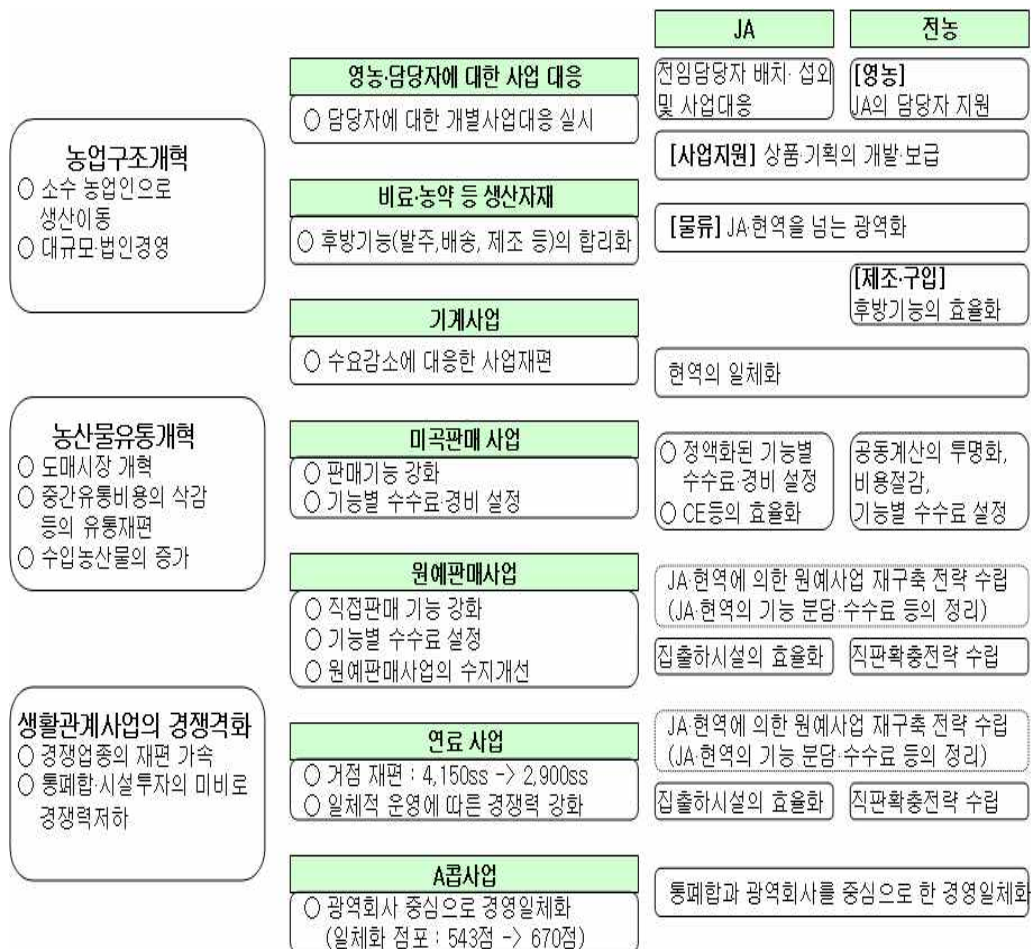 JA
전농
영농·담당자에 대한 사업 대응
○ 담당자에 대한 개별사업대응 실시
전임담당자 배치· 섭외
및 사업대응
[영농]
JA의 담당자 지원
농업구조개혁
○ 소수 농업인으로
생산이동
○ 대규모·법인경영
[사업지원] 상품·기획의 개발·보급
비료·농약 등 생산자재
○ 후방기능(발주,배송, 제조 등)의 합리화
[물류] JA·현역을 넘는 광역화
[제조·구입]
후방기능의 효율화
기계사업
○ 수요감소에 대응한 사업재편
현역의 일체화
농산물유통개혁
○ 도매시장 개혁
○ 중간유통비용의 삭감
등의 유통재편
○ 수입농산물의 증가
미곡판매 사업
○ 판매기능 강화
○ 기능별 수수료·경비 설정
○ 정액화된 기능별
수수료·경비 설정
○ CE등의 효율화
공동계산의 투명화,
비용절감,
기능별 수수료 설정
원예판매사업
○ 직접판매 기능 강화
○ 기능별 수수료 설정
○ 원예판매사업의 수지개선
JA·현역에 의한 원예사업 재구축 전략 수립
(JA·현역의 기능 분담·수수료 등의 정리)
집출하시설의 효율화
직판확충전략 수립
생활관계사업의 경쟁격화
○ 경쟁업종의 재편 가속
○ 통폐합·시설투자의 미비로
경쟁력저하
연료 사업
○ 거점 재편 : 4,150ss -> 2,900ss
○ 일체적 운영에 따른 경쟁력 강화
JA·현역에 의한 원예사업 재구축 전략 수립
(JA·현역의 기능 분담·수수료 등의 정리)
집출하시설의 효율화
직판확충전략 수립
A콥사업
○ 광역회사 중심으로 경영일체화
(일체화 점포 : 543점 -> 670점)
통폐합과 광역회사를 중심으로 한 경영일체화